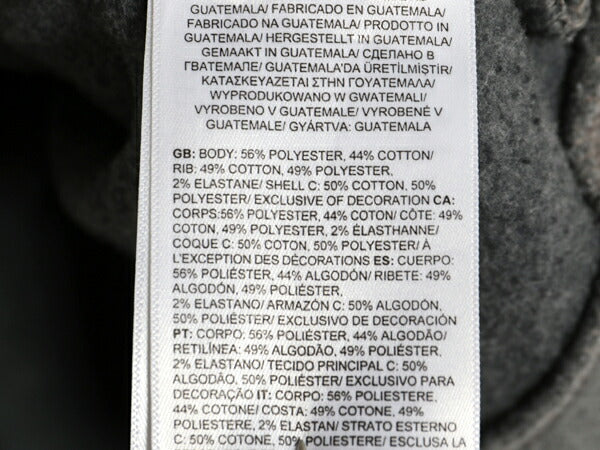 GUATEMALA/ FABRICADO EN GUATEMALA/
FABRICADO NA GUATEMALA/ PRODOTTO IN
GUATEMALA/ HERGESTELLT IN GUATEMALA/
GEMAAKT IN GUATEMALA/ СДЕЛАНО В
ГВАТЕМАЛЕ/ GUATEMALA'DA ÜRETİLMİŞTİR/
ΚΑΤΑΣΚΕΥΑΖΕΤΑΙ ΣΤΗΝ ΓΟΥΑΤΕΜΑΛΑ/
WYPRODUKOWANO W GWATEMALI/
VYROBENO V GUATEMALE/ VYROBENÉ V
GUATEMALE/ GYÁRTVA: GUATEMALA
GB: BODY: 56% POLYESTER, 44% COTTON/
RIB: 49% COTTON, 49% POLYESTER,
2% ELASTANE/ SHELL C: 50% COTTON, 50%
POLYESTER/ EXCLUSIVE OF DECORATION CA:
CORPS:56% POLYESTER, 44% COTON/ CÔTE: 49%
COTON, 49% POLYESTER, 2% ÉLASTHANNE/
COQUE C: 50% COTON, 50% POLYESTER/ À
L'EXCEPTION DES DÉCORATIONS ES: CUERPO:
56% POLIÉSTER, 44% ALGODÓN/ RIBETE: 49%
ALGODÓN, 49% POLIÉSTER,
2% ELASTANO/ ARMAZÓN C: 50% ALGODÓN,
50% POLIÉSTER/ EXCLUSIVO DE DECORACIÓN
PT: CORPO: 56% POLIÉSTER, 44% ALGODÃO/
RETILÍNEA: 49% ALGODÃO, 49% POLIÉSTER,
2% ELASTANO/ TECIDO PRINCIPAL C: 50%
ALGODÃO, 50% POLIÉSTER/ EXCLUSIVO PARA
DECORAÇÃO IT: CORPO: 56% POLIESTERE,
44% COTONE/ COSTA: 49% COTONE, 49%
POLIESTERE, 2% ELASTAN/ STRATO ESTERNO
C: 50% COTONE, 50% POLIESTERE/ ESCLUSA LA